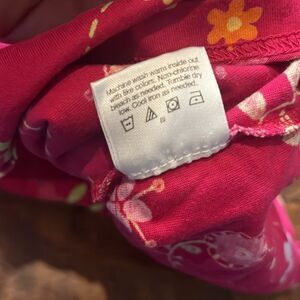 Machine wash warm inside out
with like colors. Non-chlorine
bleach as needed. Tumble dry
low. Cool iron as needed.